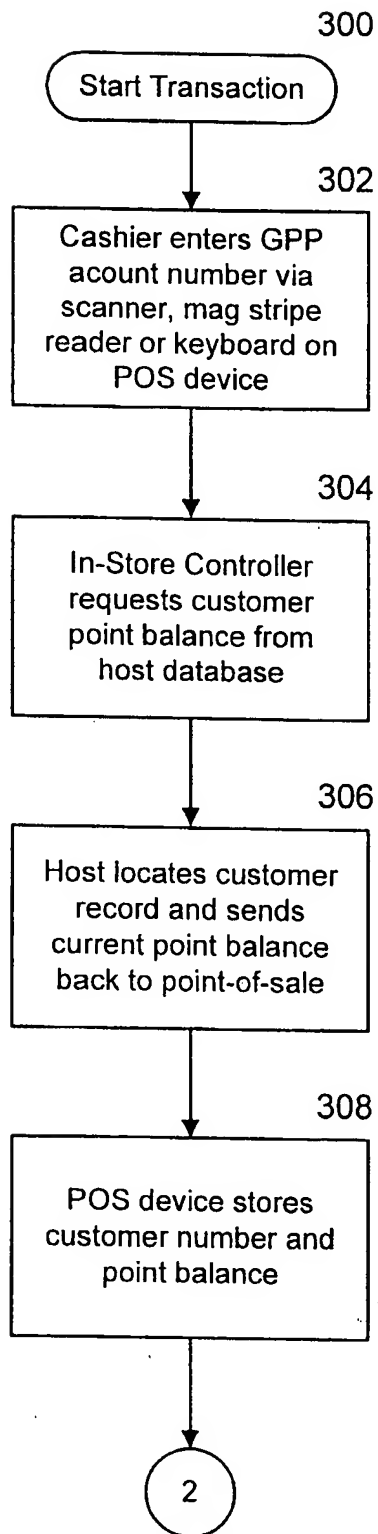 300
Start Transaction
302
Cashier enters GPP
acount number via
scanner, mag stripe
reader or keyboard on
POS device
304
In-Store Controller
requests customer
point balance from
host database
306
Host locates customer
record and sends
current point balance
back to point-of-sale
308
POS device stores
customer number and
point balance
2